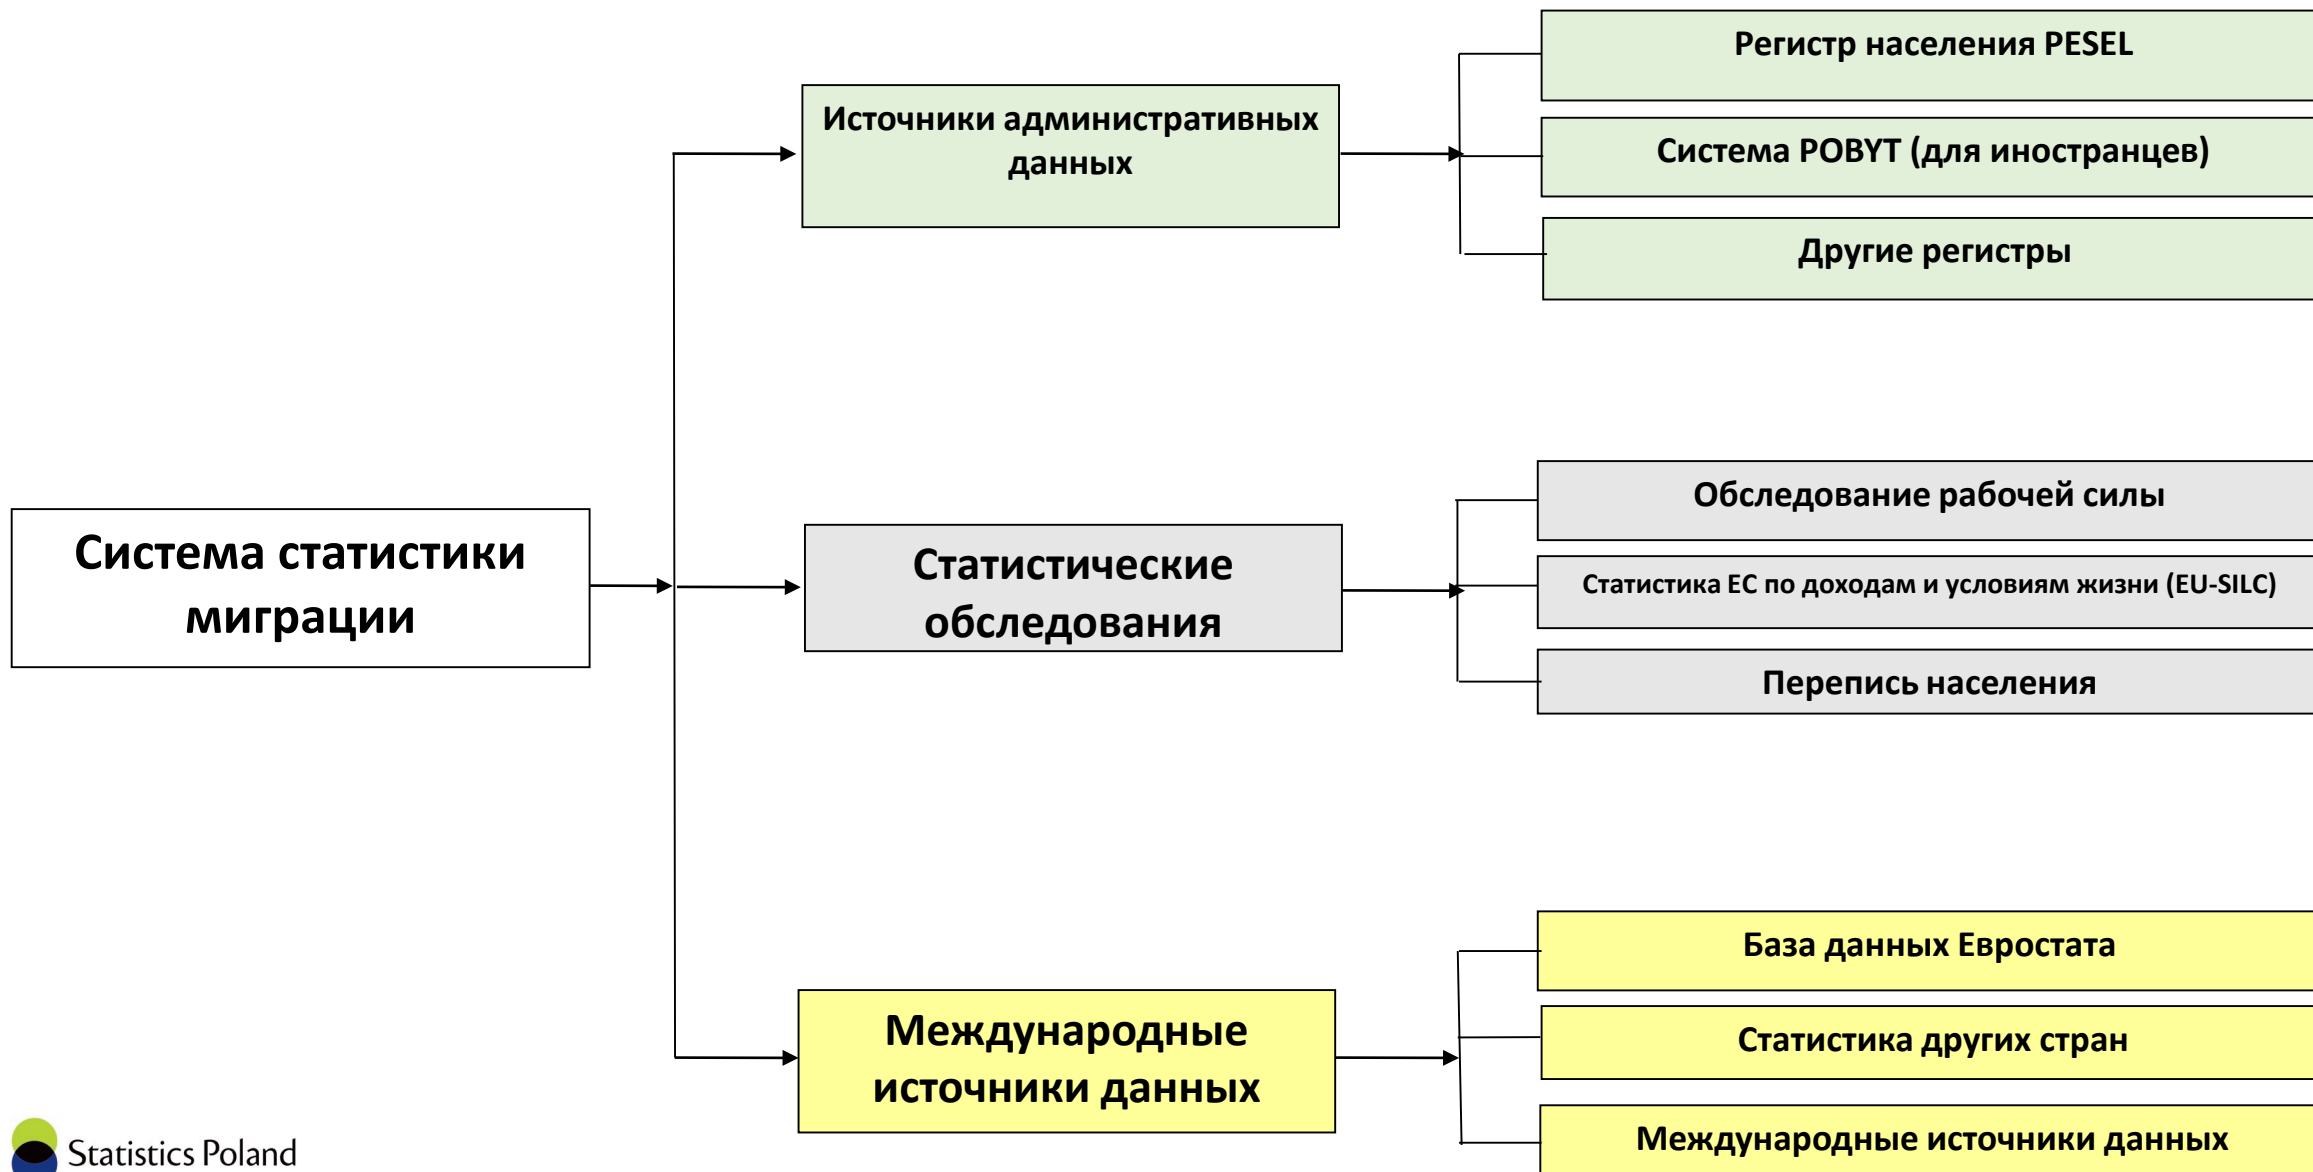 Регистр населения PESEL
Источники административных
данных
Система POBYT (для иностранцев)
Другие регистры
Обследование рабочей силы
Система статистики
миграции
Статистические
обследования
Статистика ЕС по доходам и условиям жизни (EU-SILC)
Перепись населения
База данных Евростата
Международные
источники данных
Статистика других стран
Международные источники данных
Statistics Poland